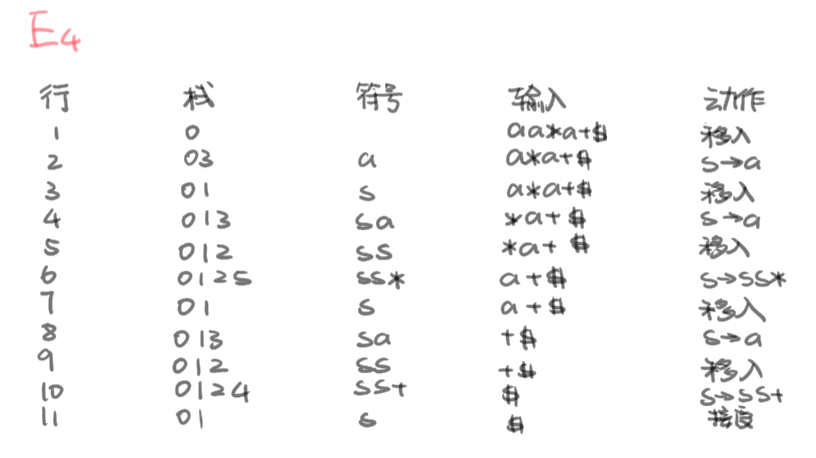 E4
行 栈 符号 输入 动作
1 0 aa*a+$ 移入
2 03 a a*a+$ s→a
3 01 s a*a+$ 移入
4 013 sa *a+$ s→a
5 012 ss *a+$ 移入
6 0125 ss* a+$ s→ss*
7 01 s a+$ 移入
8 013 sa +$ s→a
9 012 ss +$ 移入
10 0124 ss+ $ s→ss+
11 01 s $ 接受